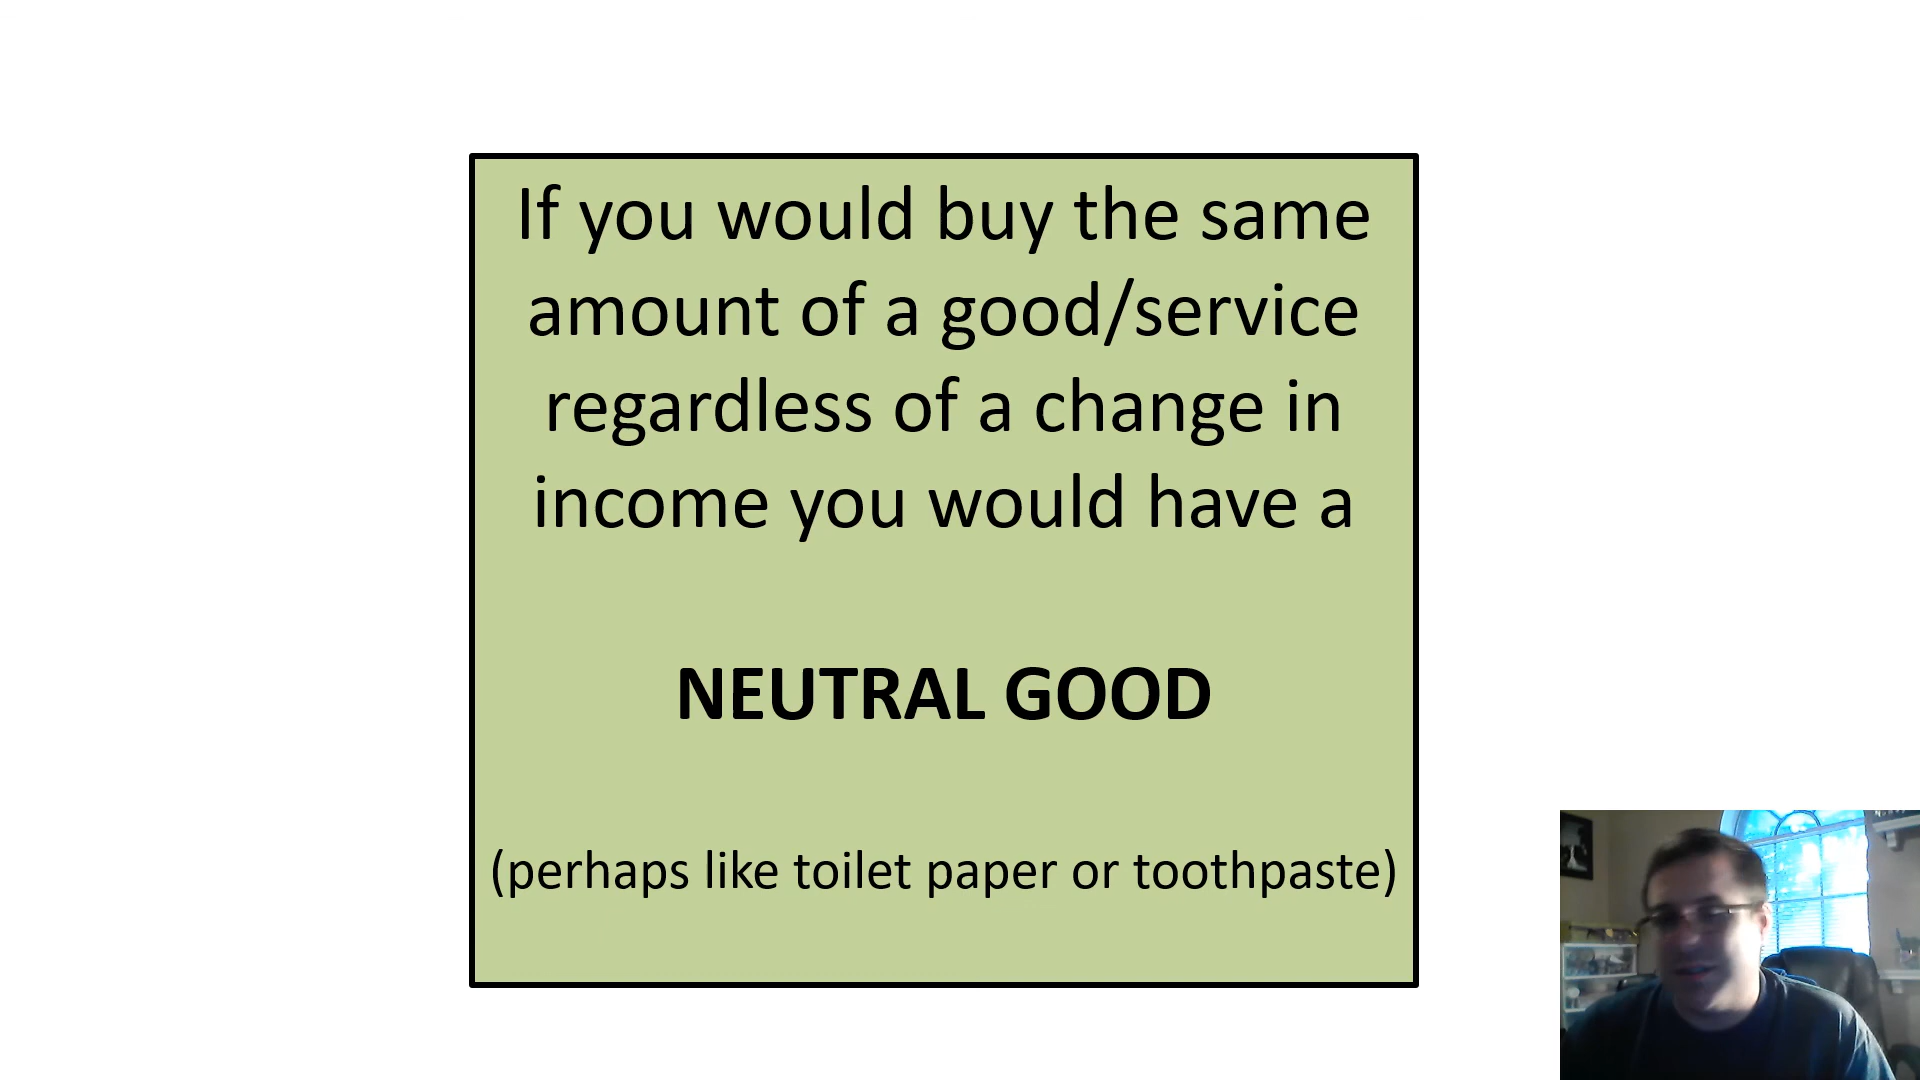 If you would buy the same
amount of a good/service
regardless of a change in
income you would have a
NEUTRAL GOOD
(perhaps like toilet paper or toothpaste)